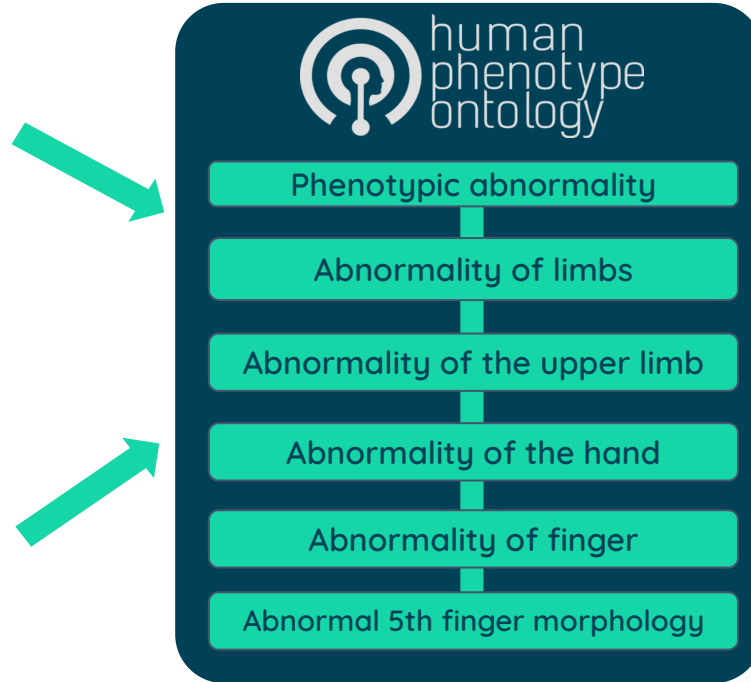 human
phenotype
ontology
Phenotypic abnormality
Abnormality of limbs
Abnormality of the upper limb
Abnormality of the hand
Abnormality of finger
Abnormal 5th finger morphology